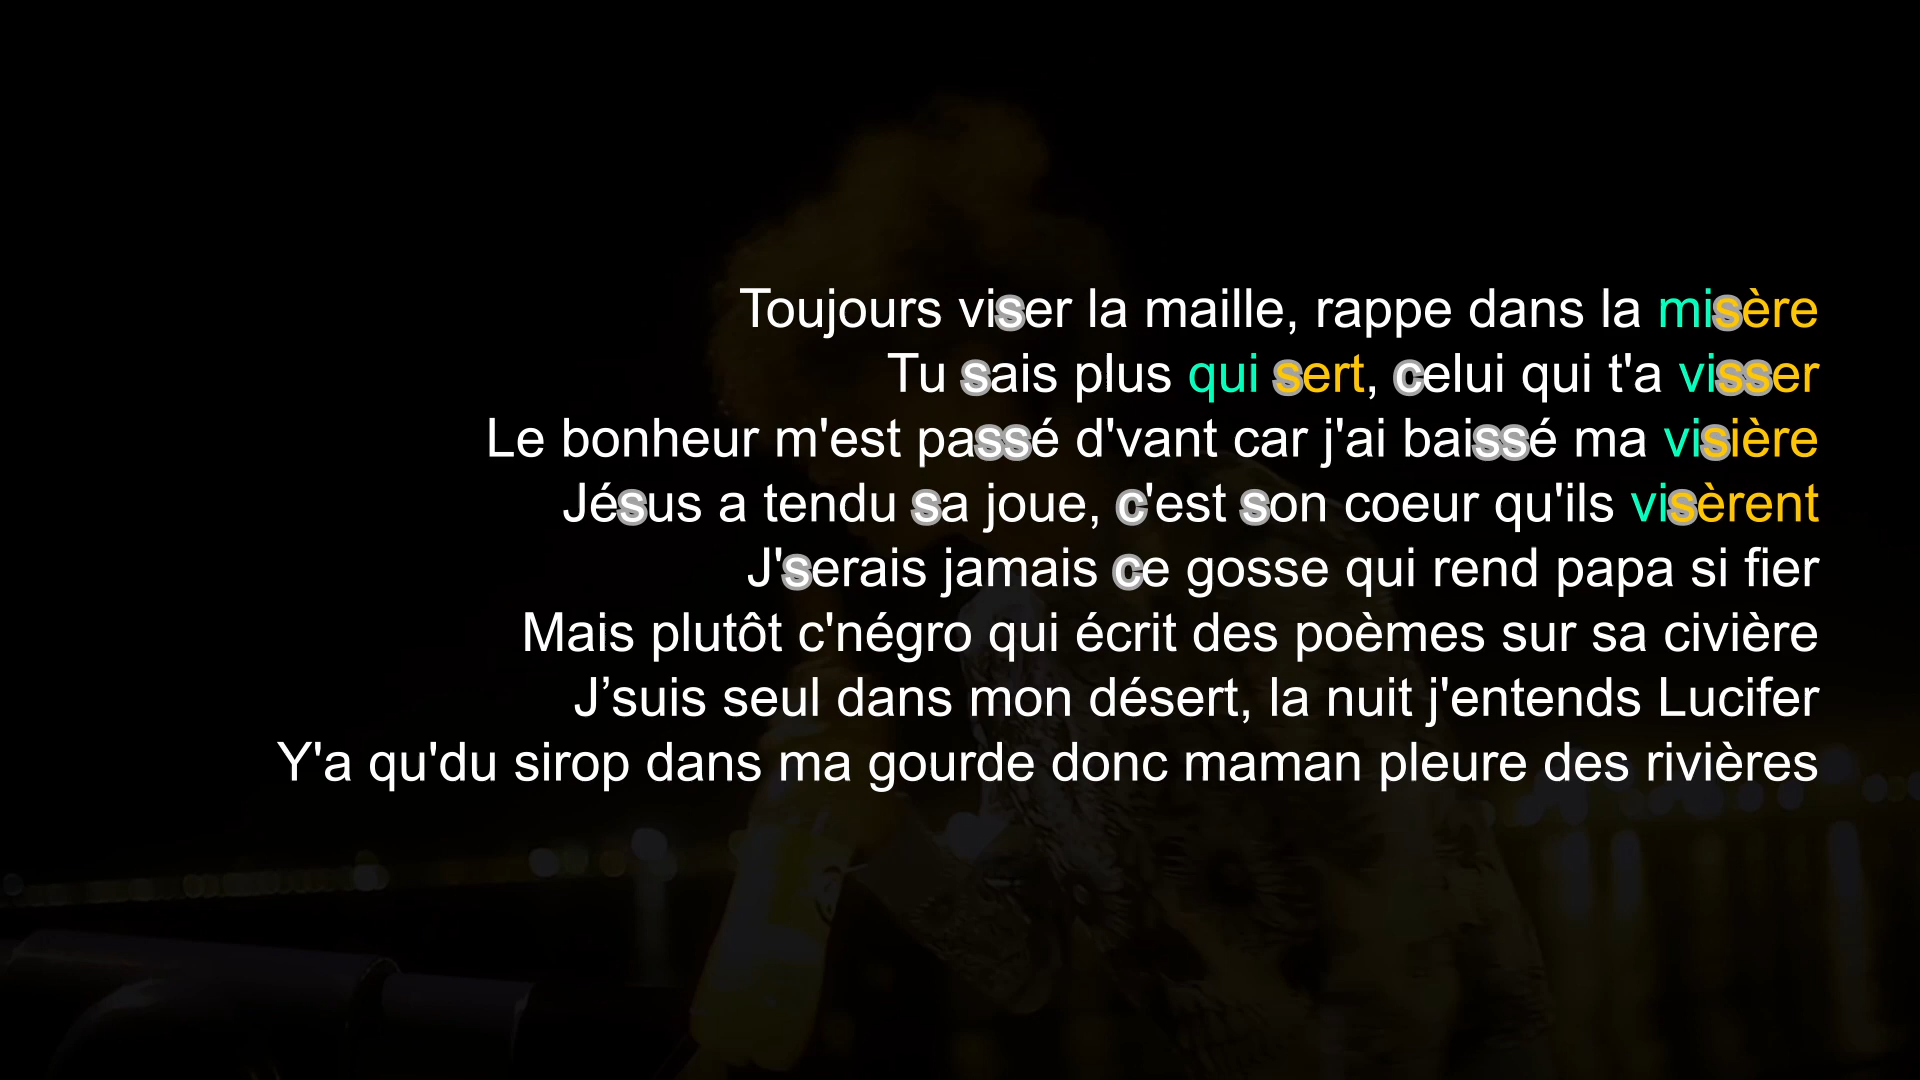 Toujours viser la maille, rappe dans la misère
Tu sais plus qui sert, celui qui t'a visser
Le bonheur m'est passé d'vant car j'ai baissé ma visière
Jésus a tendu sa joue, c'est son coeur qu'ils visèrent
J'serais jamais ce gosse qui rend papa si fier
Mais plutôt c'négro qui écrit des poèmes sur sa civière
J’suis seul dans mon désert, la nuit j'entends Lucifer
Y'a qu'du sirop dans ma gourde donc maman pleure des rivières